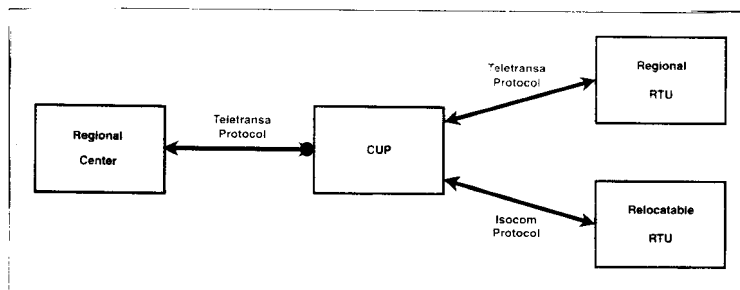 Regional
Center
Teletransa
Protocol
CUP
Teletransa
Protocol
Regional
RTU
Isocom
Protocol
Relocatable
RTU